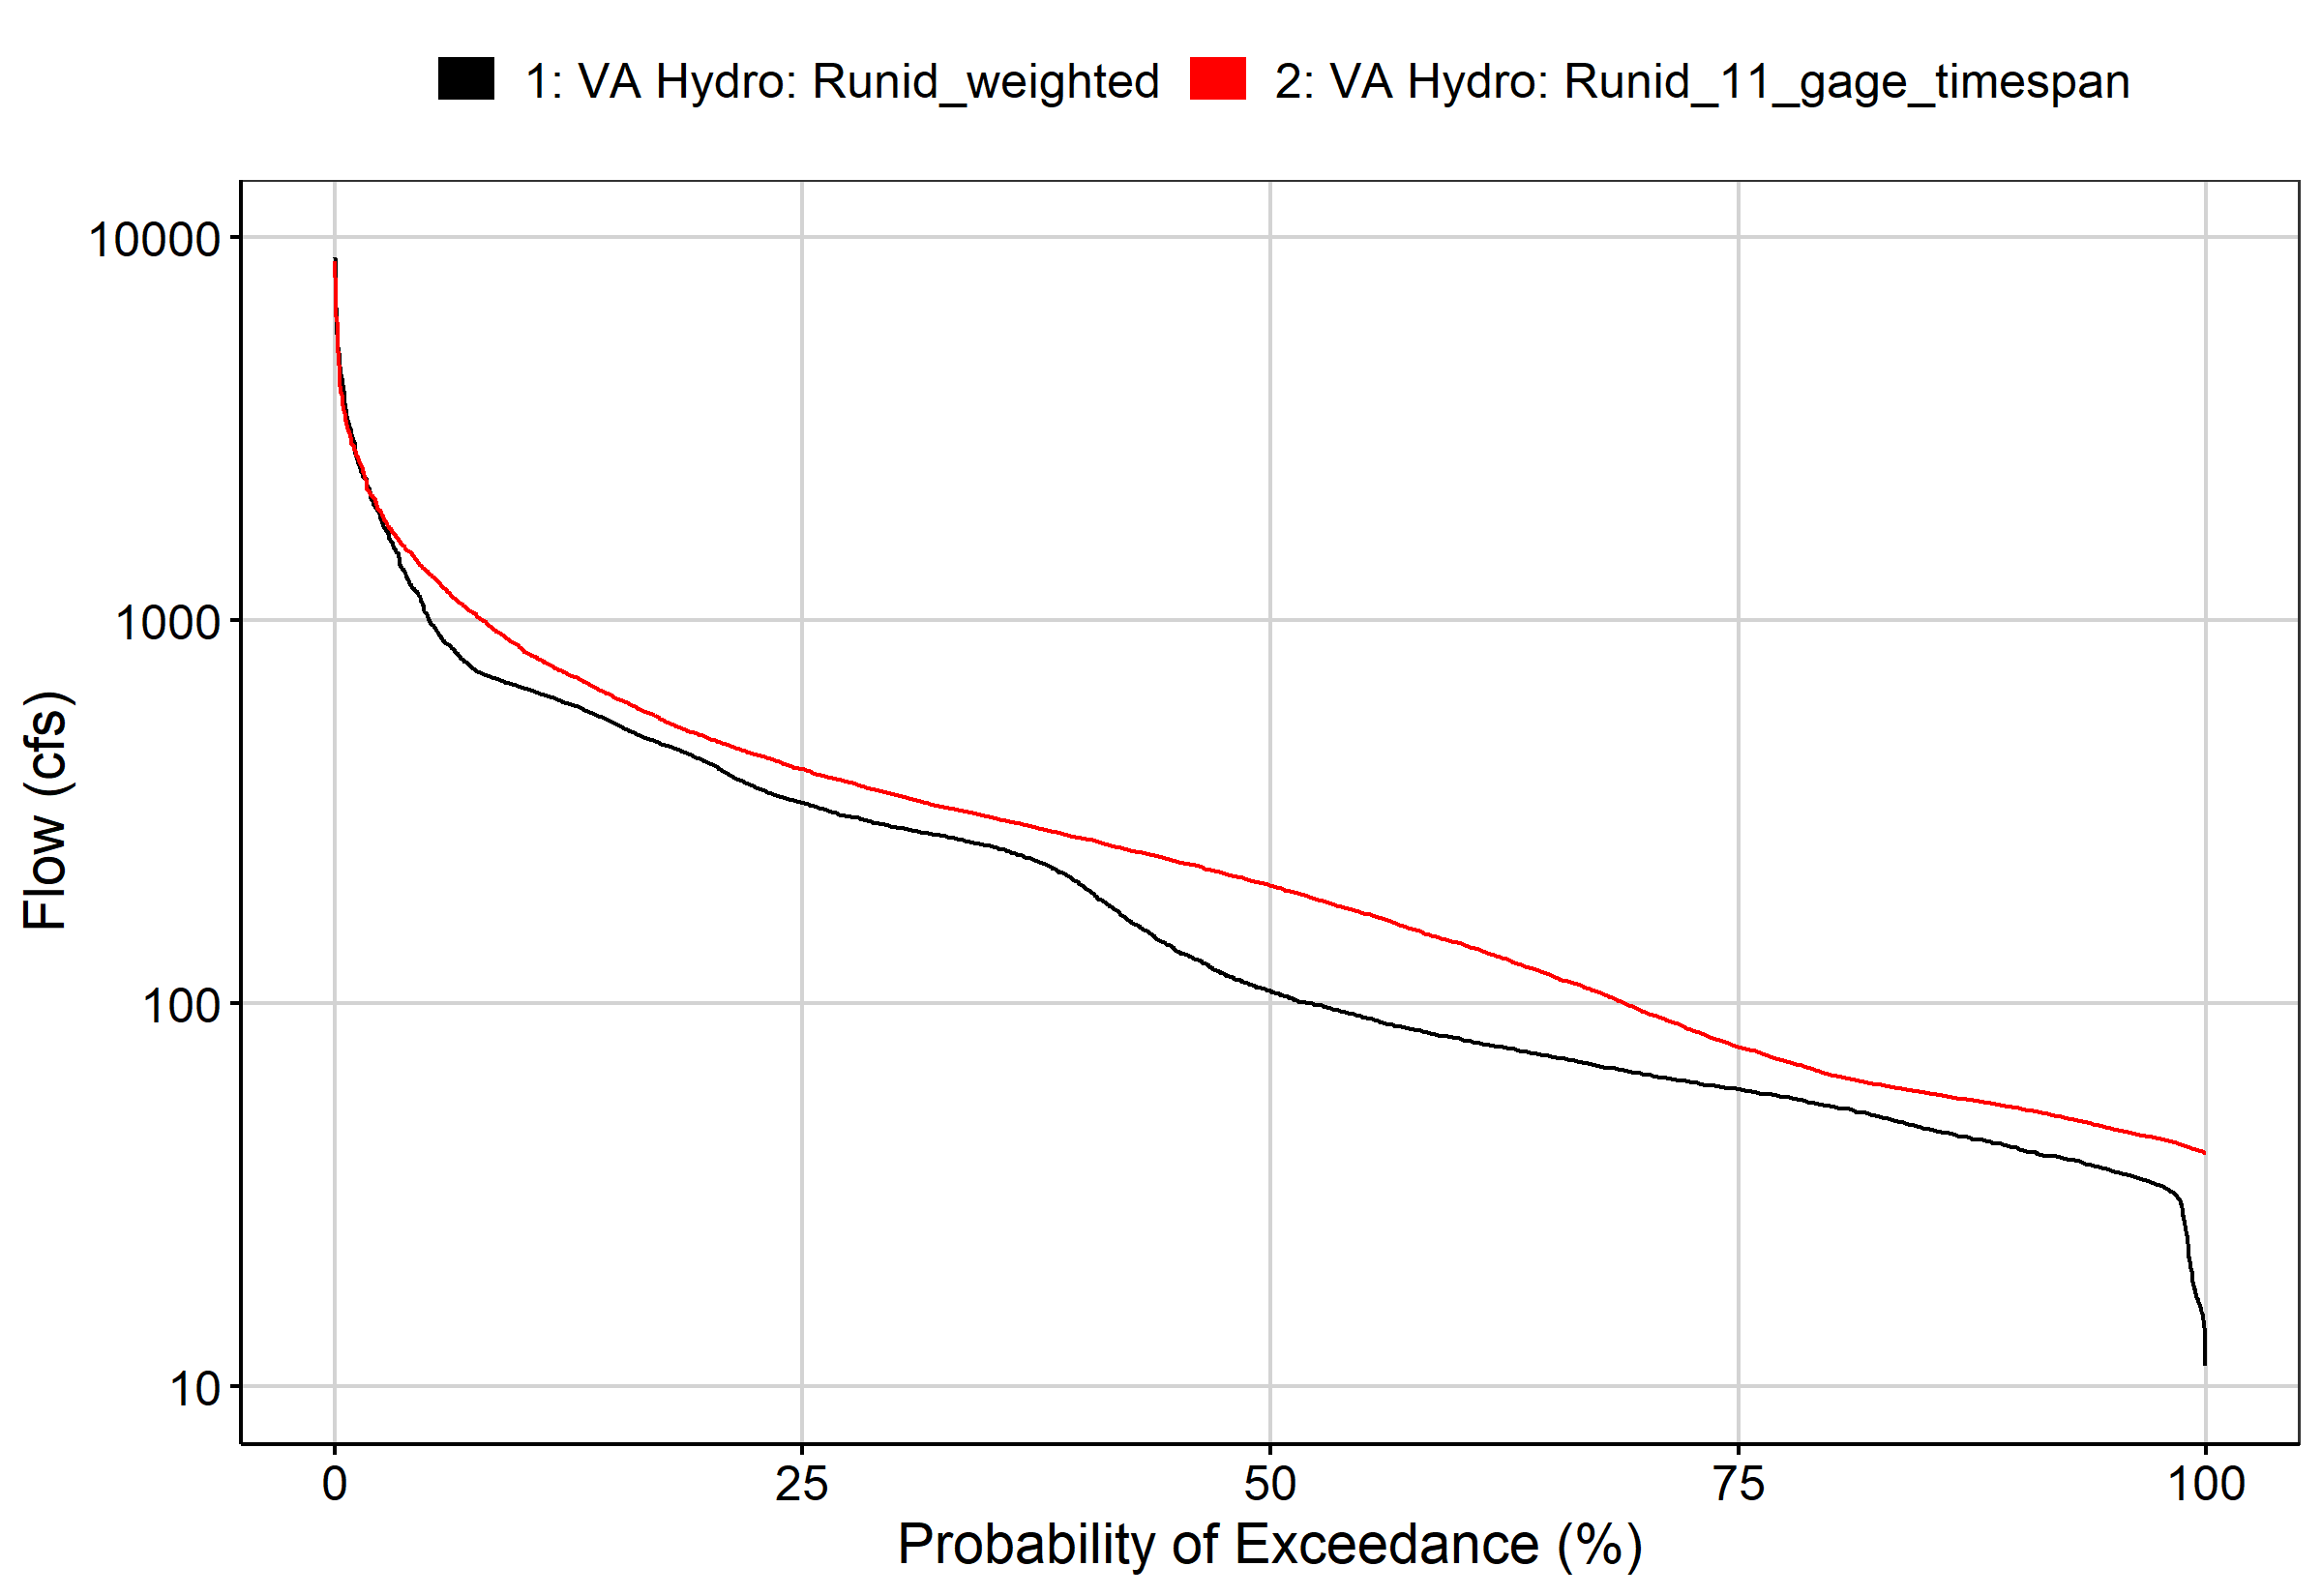 1: VA Hydro: Runid_weighted 2: VA Hydro: Runid_11_gage_timespan
10000
1000
100
10
Flow (cfs)
0 25 50 75 100
Probability of Exceedance (%)